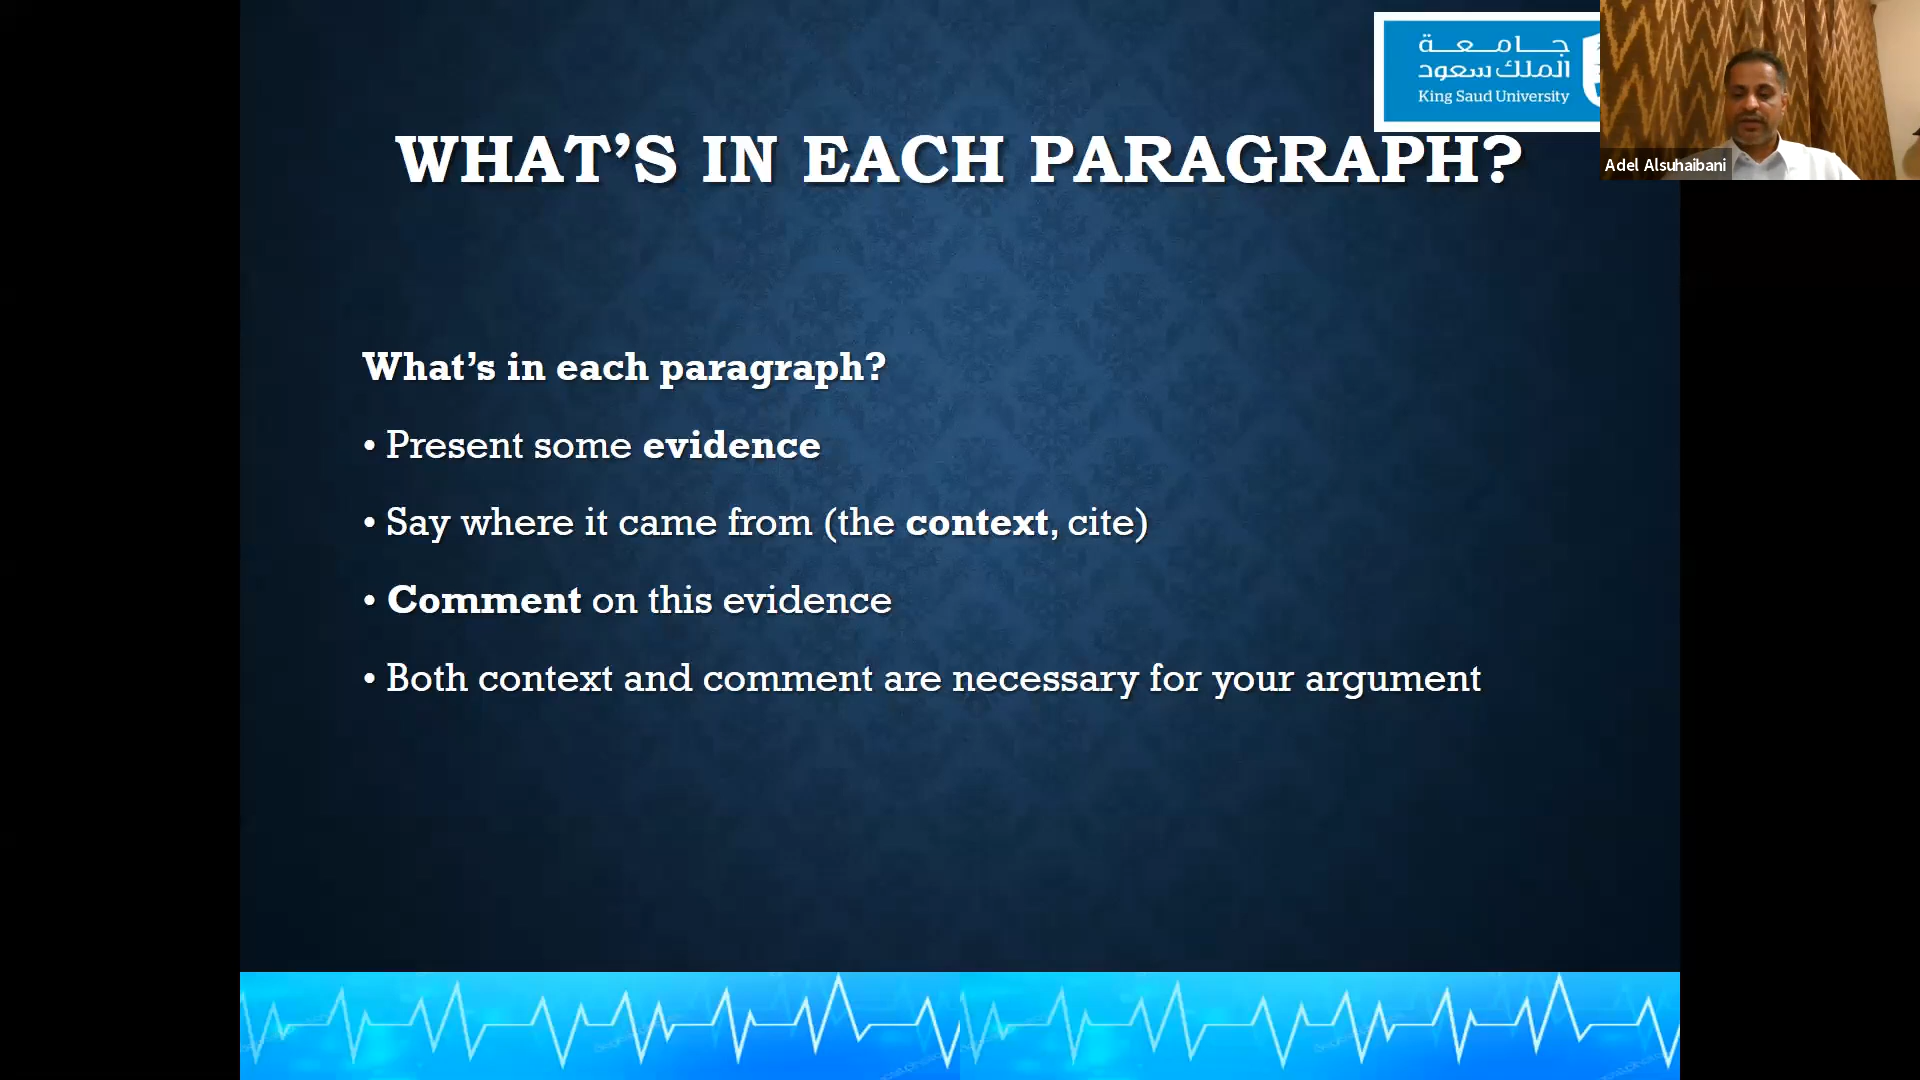 جامعة
الملك سعود
King Saud University
WHAT’S IN EACH PARAGRAPH?
Adel Alsuhaibani
What’s in each paragraph?
• Present some evidence
• Say where it came from (the context, cite)
• Comment on this evidence
• Both context and comment are necessary for your argument